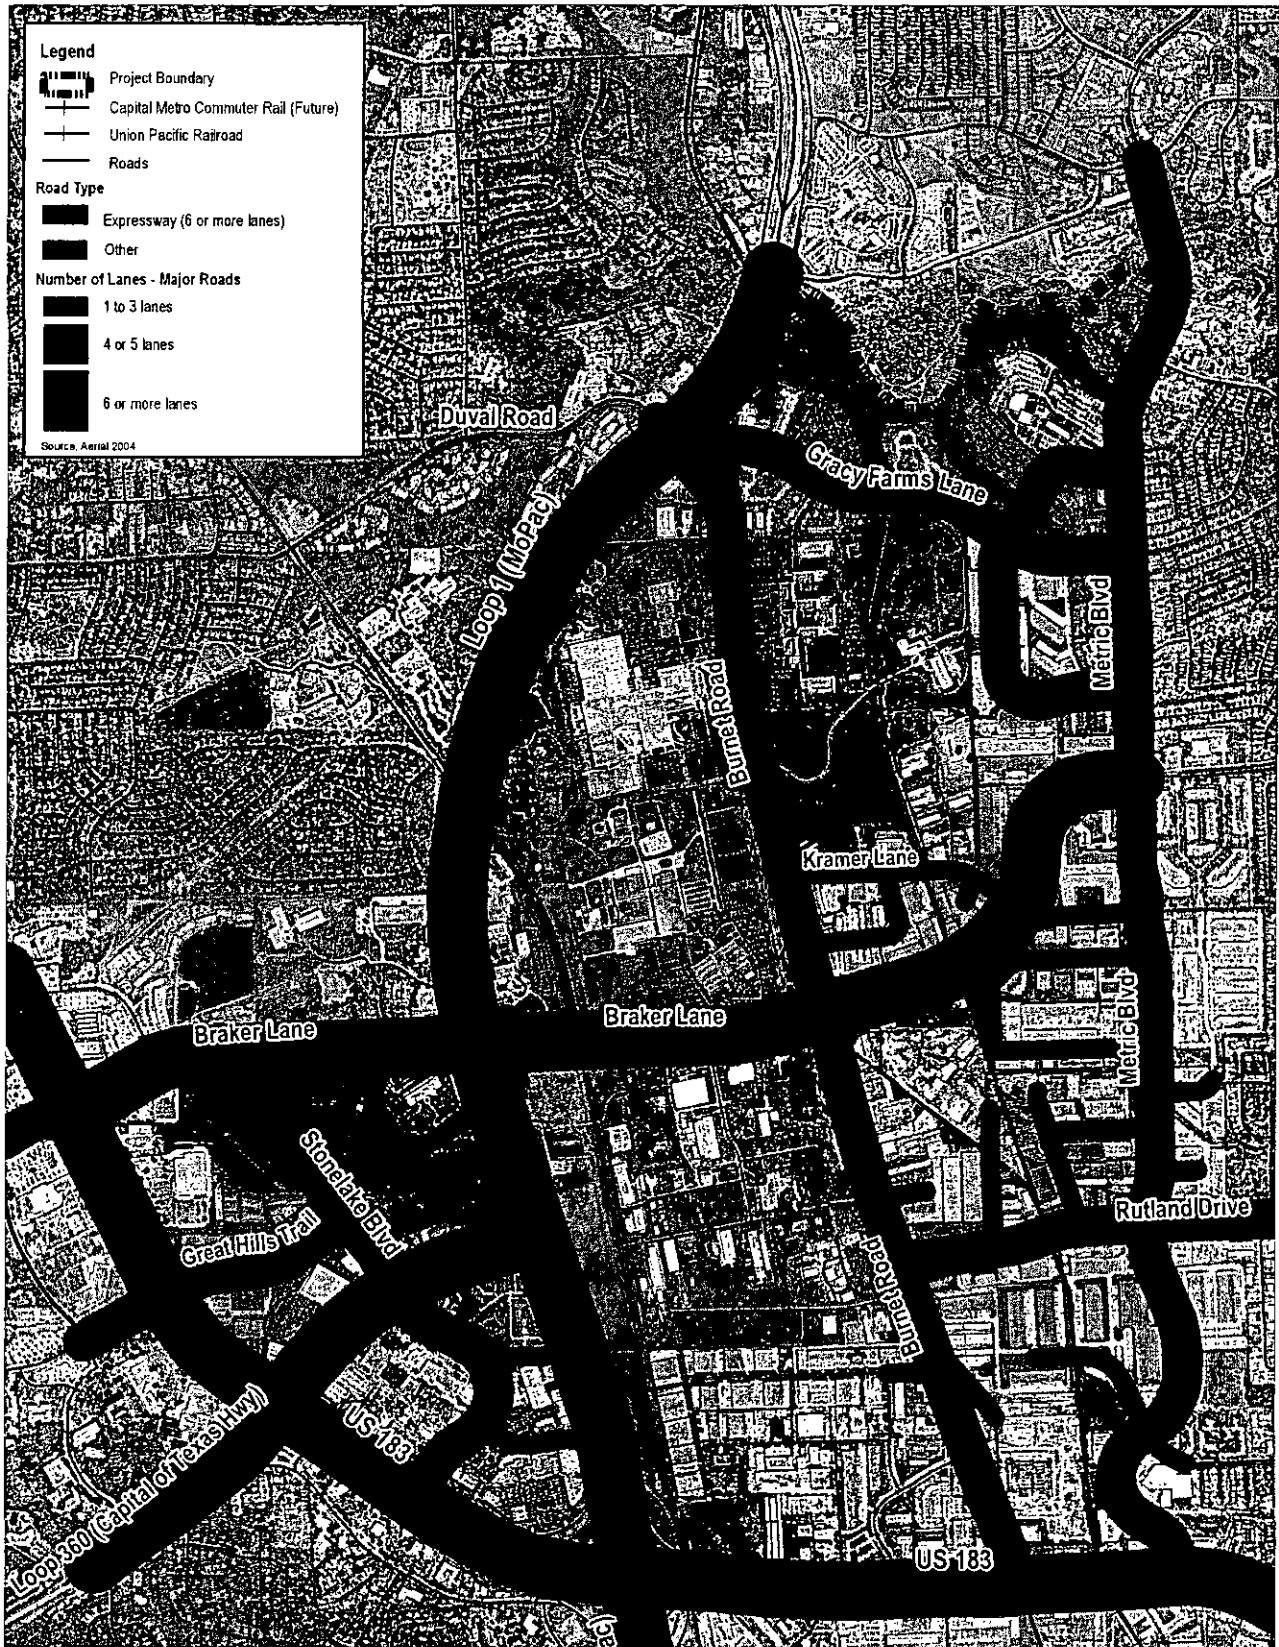 Legend
Project Boundary
Capital Metro Commuter Rail (Future)
Union Pacific Railroad
Roads
Road Type
Expressway (6 or more lanes)
Other
Number of Lanes - Major Roads
1 to 3 lanes
4 or 5 lanes
6 or more lanes
Source, Aerial 2004
Duval Road
Gracy Farms Lane
Loop 1 (MoPac)
Metric Blvd
Burnet Road
Kramer Lane
Braker Lane
Braker Lane
Metric Blvd
Stonelake Blvd
Great Hills Trail
Rutland Drive
Burnet Road
US 183
Loop 360 (Capital of Texas Hwy)
US 183
ac)